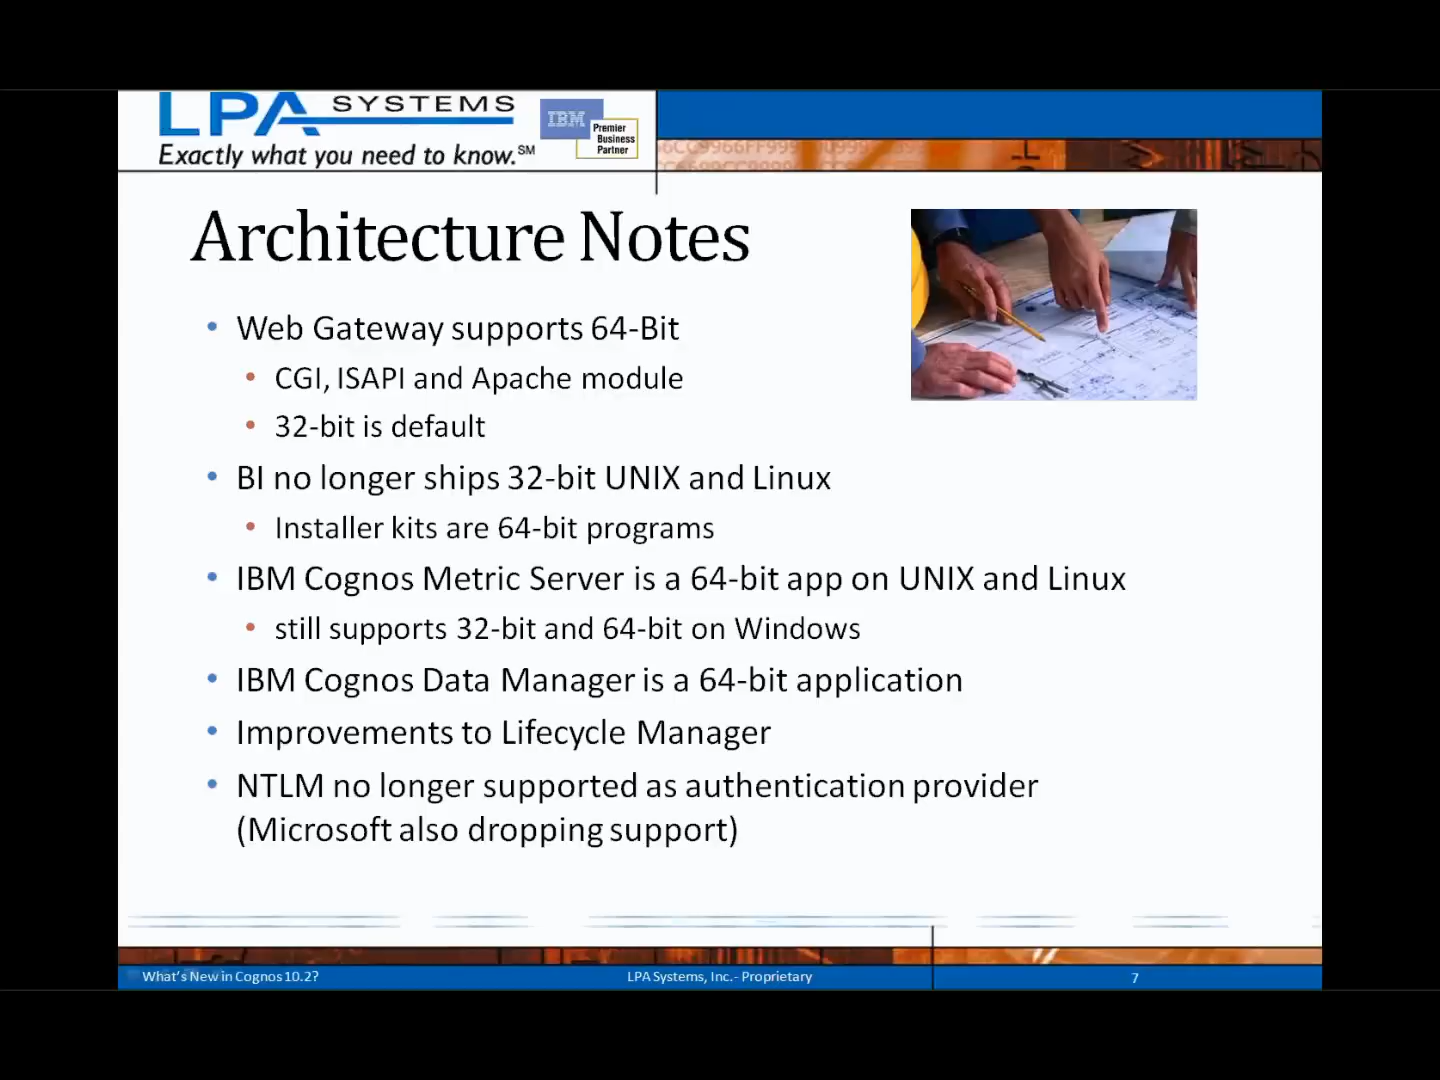 LPA SYSTEMS
Exactly what you need to know.℠
IBM
Premier
Business
Partner
Architecture Notes
• Web Gateway supports 64-Bit
• CGI, ISAPI and Apache module
• 32-bit is default
• BI no longer ships 32-bit UNIX and Linux
• Installer kits are 64-bit programs
• IBM Cognos Metric Server is a 64-bit app on UNIX and Linux
• still supports 32-bit and 64-bit on Windows
• IBM Cognos Data Manager is a 64-bit application
• Improvements to Lifecycle Manager
• NTLM no longer supported as authentication provider
(Microsoft also dropping support)
What's New in Cognos 10.2?
LPA Systems, Inc. - Proprietary
7